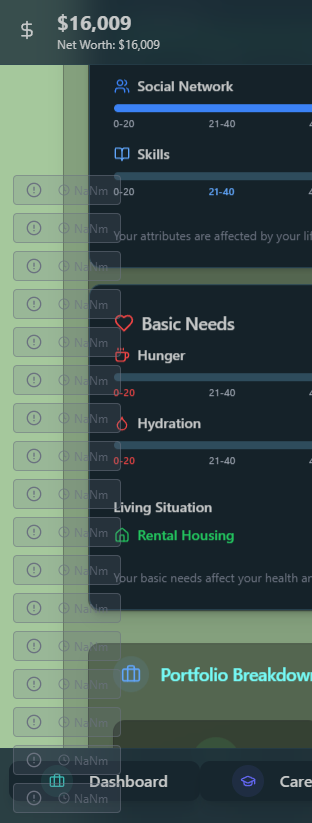 $16,009
Net Worth: $16,009
Social Network
0-20 21-40
Skills
NaNm
0-20 21-40
NaNm
Your attributes are affected by your
NaNm
NaNm
Basic Needs
NaNm
Hunger
NaNm
0-20 21-40
NaNm
Hydration
NaNm
0-20 21-40
NaNm
Living Situation
NaNm
Rental Housing
NaNm
Your basic needs affect your health
NaNm
NaNm
Portfolio Breakdown
NaNm
NaNm
NaNm
NaNm
Dashboard
NaNm